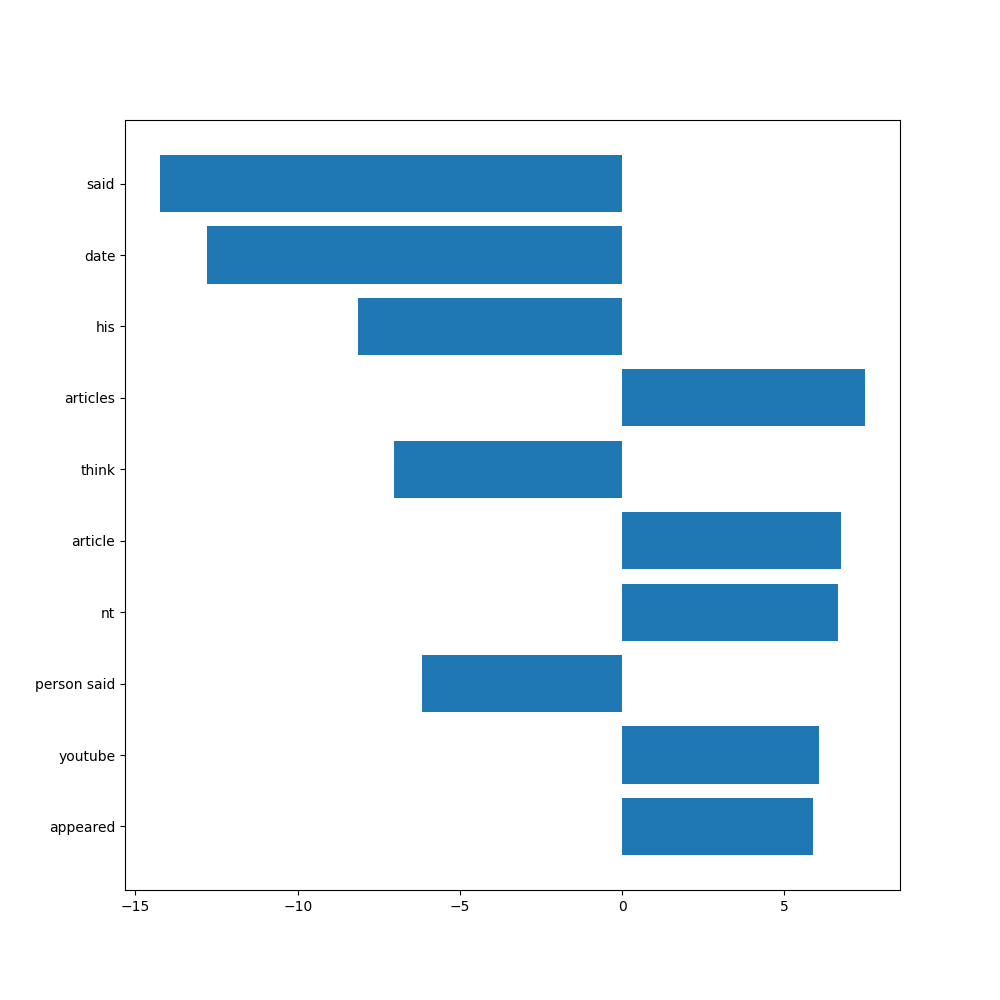 said
date
his
articles
think
article
nt
person said
youtube
appeared
−15 −10 −5 0 5